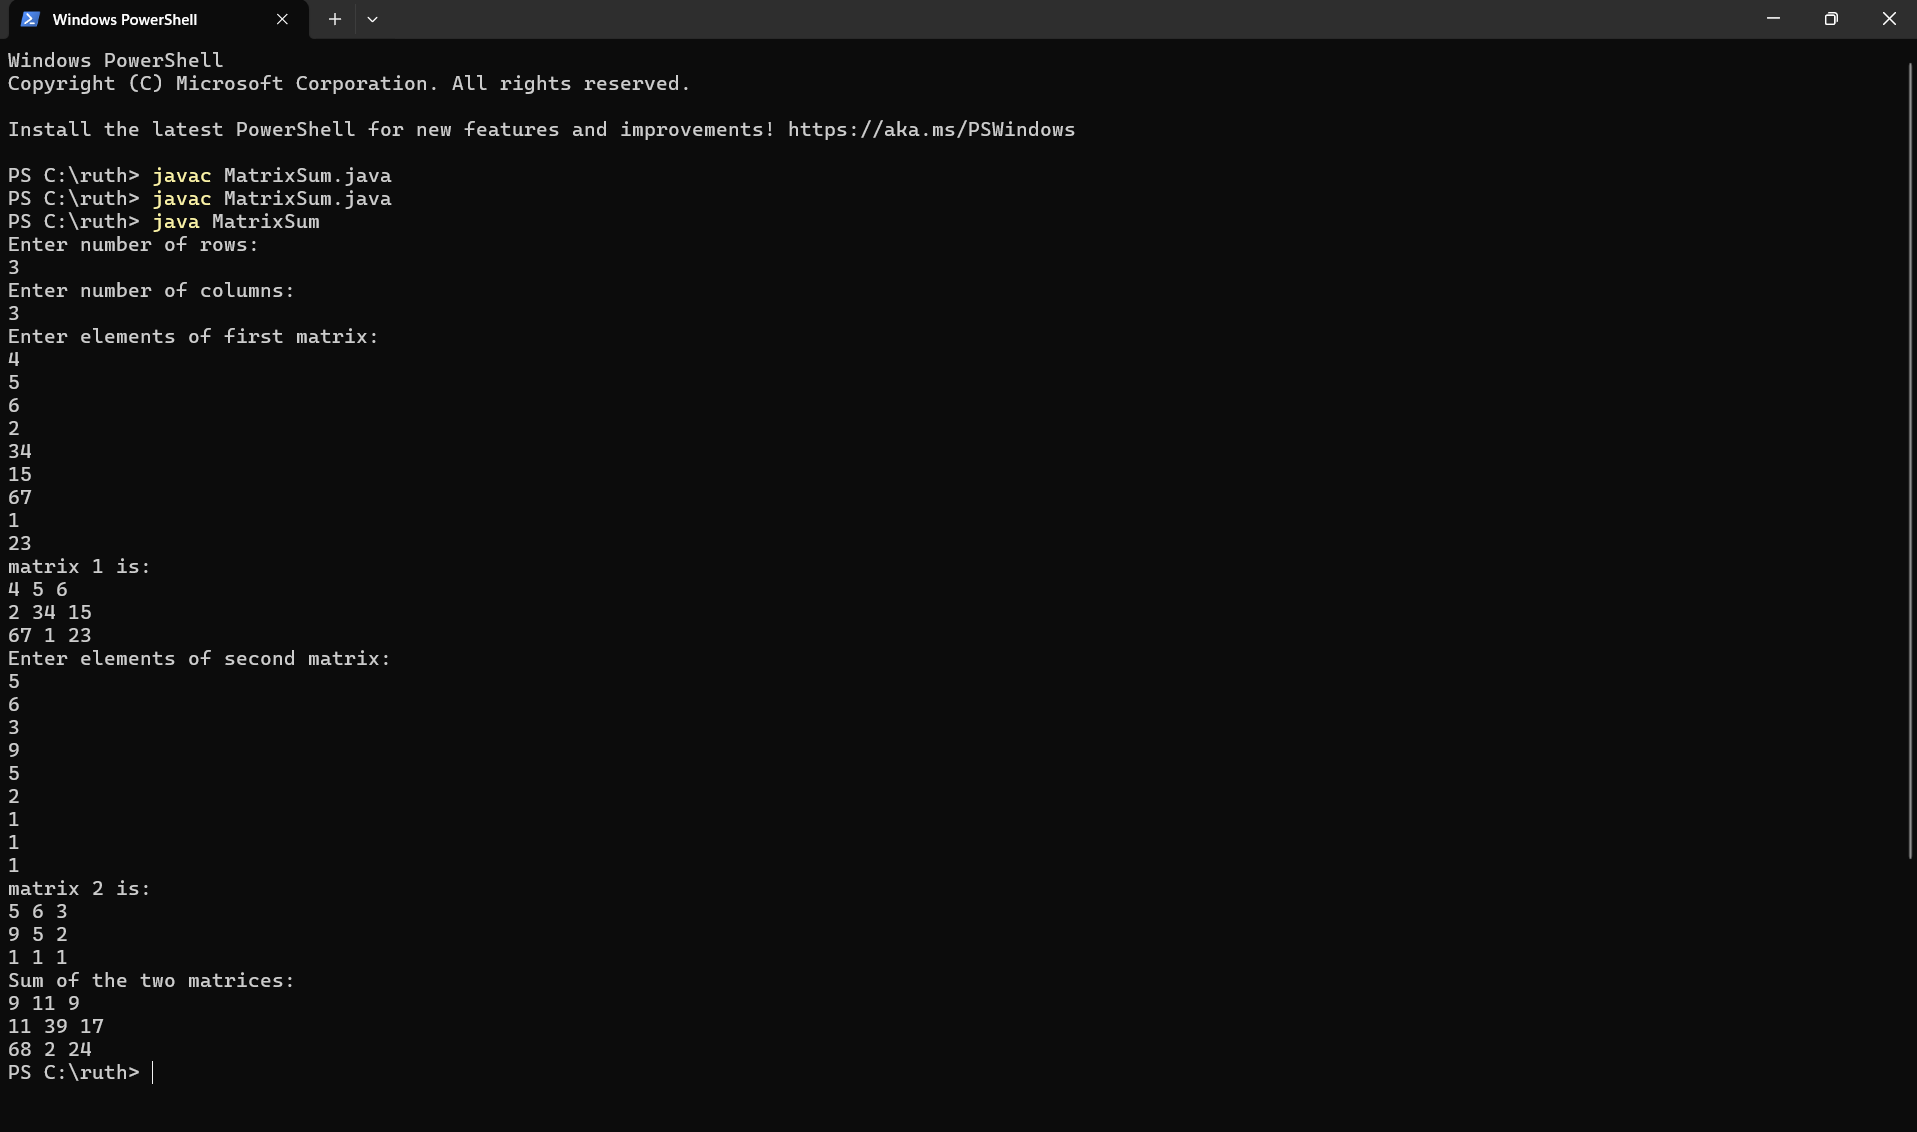 Windows PowerShell
Windows PowerShell
Copyright (C) Microsoft Corporation. All rights reserved.
Install the latest PowerShell for new features and improvements! https://aka.ms/PSWindows
PS C:\ruth> javac MatrixSum.java
PS C:\ruth> javac MatrixSum.java
PS C:\ruth> java MatrixSum
Enter number of rows:
3
Enter number of columns:
3
Enter elements of first matrix:
4
5
6
2
34
15
67
1
23
matrix 1 is:
4 5 6
2 34 15
67 1 23
Enter elements of second matrix:
5
6
3
9
5
2
1
1
1
matrix 2 is:
5 6 3
9 5 2
1 1 1
Sum of the two matrices:
9 11 9
11 39 17
68 2 24
PS C:\ruth>